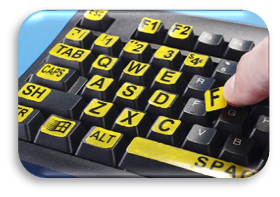 ESC F1 F2
1 2 3 4
TAB Q W E R
CAPS A S D F
SH Z X C V
ALT SPAC